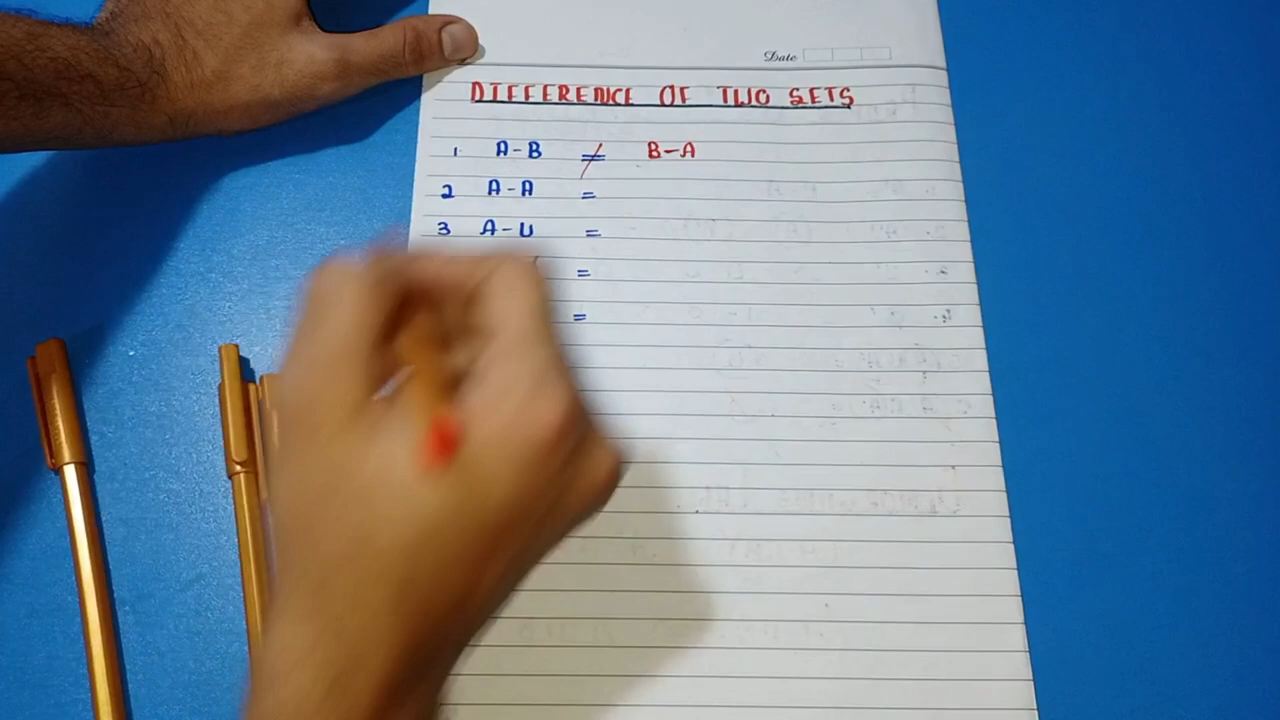 Date
DIFFERENCE OF TWO SETS
1. A-B ≠ B-A
2 A-A =
3 A-U =
=
=